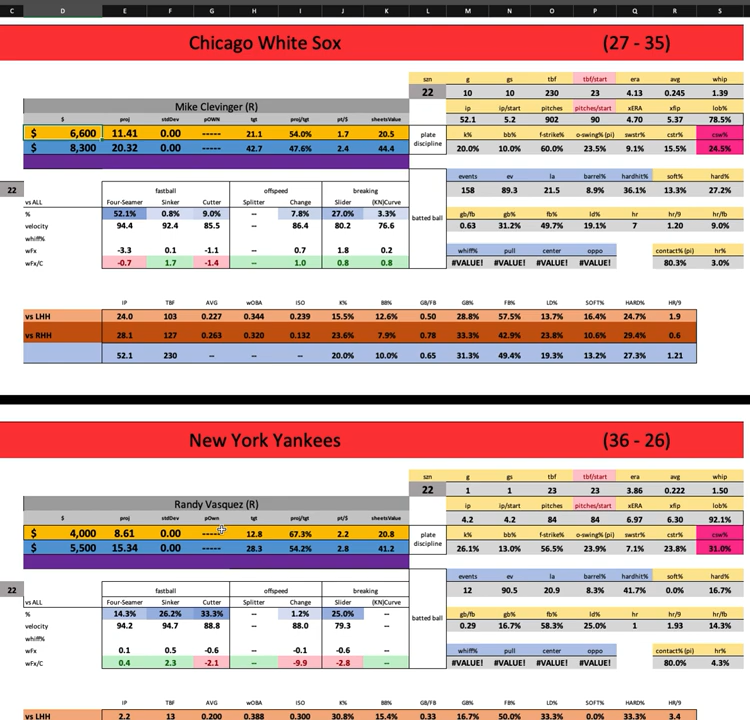 C D E F G H I J K L M N O P Q R S
Chicago White Sox (27 - 35)
szn g gs tbf tbf/start era avg whip
22 10 10 230 23 4.13 0.245 1.39
Mike Clevinger (R) ip ip/start pitches pitches/start xERA xfip lob%
$ proj stdDev pOWN tgt proj/tgt pt/$ sheetsValue 52.1 5.2 902 90 4.70 5.37 78.5%
$ 6,600 11.41 0.00 ----- 21.1 54.0% 1.7 20.5 plate discipline k% bb% f-strike% o-swing% (pi) swstr% cstr% csw%
$ 8,300 20.32 0.00 ----- 42.7 47.6% 2.4 44.4 20.0% 10.0% 60.0% 23.5% 9.1% 15.5% 24.5%
events ev la barrel% hardhit% soft% hard%
22 fastball offspeed breaking 158 89.3 21.5 8.9% 36.1% 13.3% 27.2%
vs ALL Four-Seamer Sinker Cutter Splitter Change Slider (KN)Curve
% 52.1% 0.8% 9.0% -- 7.8% 27.0% 3.3% batted ball gb/fb gb% fb% ld% hr hr/9 hr/fb
velocity 94.4 92.4 85.5 -- 86.4 80.2 76.6 0.63 31.2% 49.7% 19.1% 7 1.20 9.0%
whiff%
wFx -3.3 0.1 -1.1 -- 0.7 1.8 0.2 whiff% pull center oppo contact% (pi) hr%
wFx/C -0.7 1.7 -1.4 -- 1.0 0.8 0.8 #VALUE! #VALUE! #VALUE! #VALUE! 80.3% 3.0%
IP TBF AVG wOBA ISO K% BB% GB/FB GB% FB% LD% SOFT% HARD% HR/9
vs LHH 24.0 103 0.227 0.344 0.239 15.5% 12.6% 0.50 28.8% 57.5% 13.7% 16.4% 24.7% 1.9
vs RHH 28.1 127 0.263 0.320 0.132 23.6% 7.9% 0.78 33.3% 42.9% 23.8% 10.6% 29.4% 0.6
52.1 230 -- -- 20.0% 10.0% 0.65 31.3% 49.4% 19.3% 13.2% 27.3% 1.21
New York Yankees (36 - 26)
szn g gs tbf tbf/start era avg whip
22 1 1 23 23 3.86 0.222 1.50
Randy Vasquez (R) ip ip/start pitches pitches/start xERA xfip lob%
$ proj stdDev pOwn tgt proj/tgt pt/$ sheetsValue 4.2 4.2 84 84 6.97 6.30 92.1%
$ 4,000 8.61 0.00 ----- 12.8 67.3% 2.2 20.8 plate discipline k% bb% f-strike% o-swing% (pi) swstr% cstr% csw%
$ 5,500 15.34 0.00 ----- 28.3 54.2% 2.8 41.2 26.1% 13.0% 56.5% 23.9% 7.1% 23.8% 31.0%
events ev la barrel% hardhit% soft% hard%
22 fastball offspeed breaking 12 90.5 20.9 8.3% 41.7% 0.0% 16.7%
vs ALL Four-Seamer Sinker Cutter Splitter Change Slider (KN)Curve
% 14.3% 26.2% 33.3% -- 1.2% 25.0% -- batted ball gb/fb gb% fb% ld% hr hr/9 hr/fb
velocity 94.2 94.7 88.8 -- 88.0 79.3 -- 0.29 16.7% 58.3% 25.0% 1 1.93 14.3%
whiff%
wFx 0.1 0.5 -0.6 -- -0.1 -0.6 -- whiff% pull center oppo contact% (pi) hr%
wFx/C 0.4 2.3 -2.1 -- -9.9 -2.8 -- #VALUE! #VALUE! #VALUE! #VALUE! 80.0% 4.3%
IP TBF AVG wOBA ISO K% BB% GB/FB GB% FB% LD% SOFT% HARD% HR/9
vs LHH 2.2 13 0.200 0.388 0.300 30.8% 15.4% 0.33 16.7% 50.0% 33.3% 0.0% 33.3% 3.4